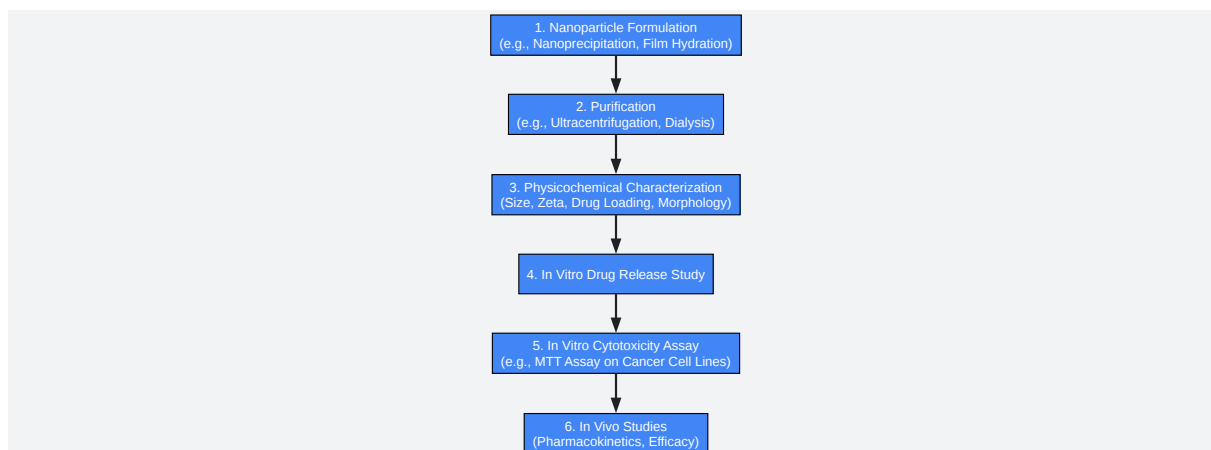 1. Nanoparticle Formulation
(e.g., Nanoprecipitation, Film Hydration)
2. Purification
(e.g., Ultracentrifugation, Dialysis)
3. Physicochemical Characterization
(Size, Zeta, Drug Loading, Morphology)
4. In Vitro Drug Release Study
5. In Vitro Cytotoxicity Assay
(e.g., MTT Assay on Cancer Cell Lines)
6. In Vivo Studies
(Pharmacokinetics, Efficacy)